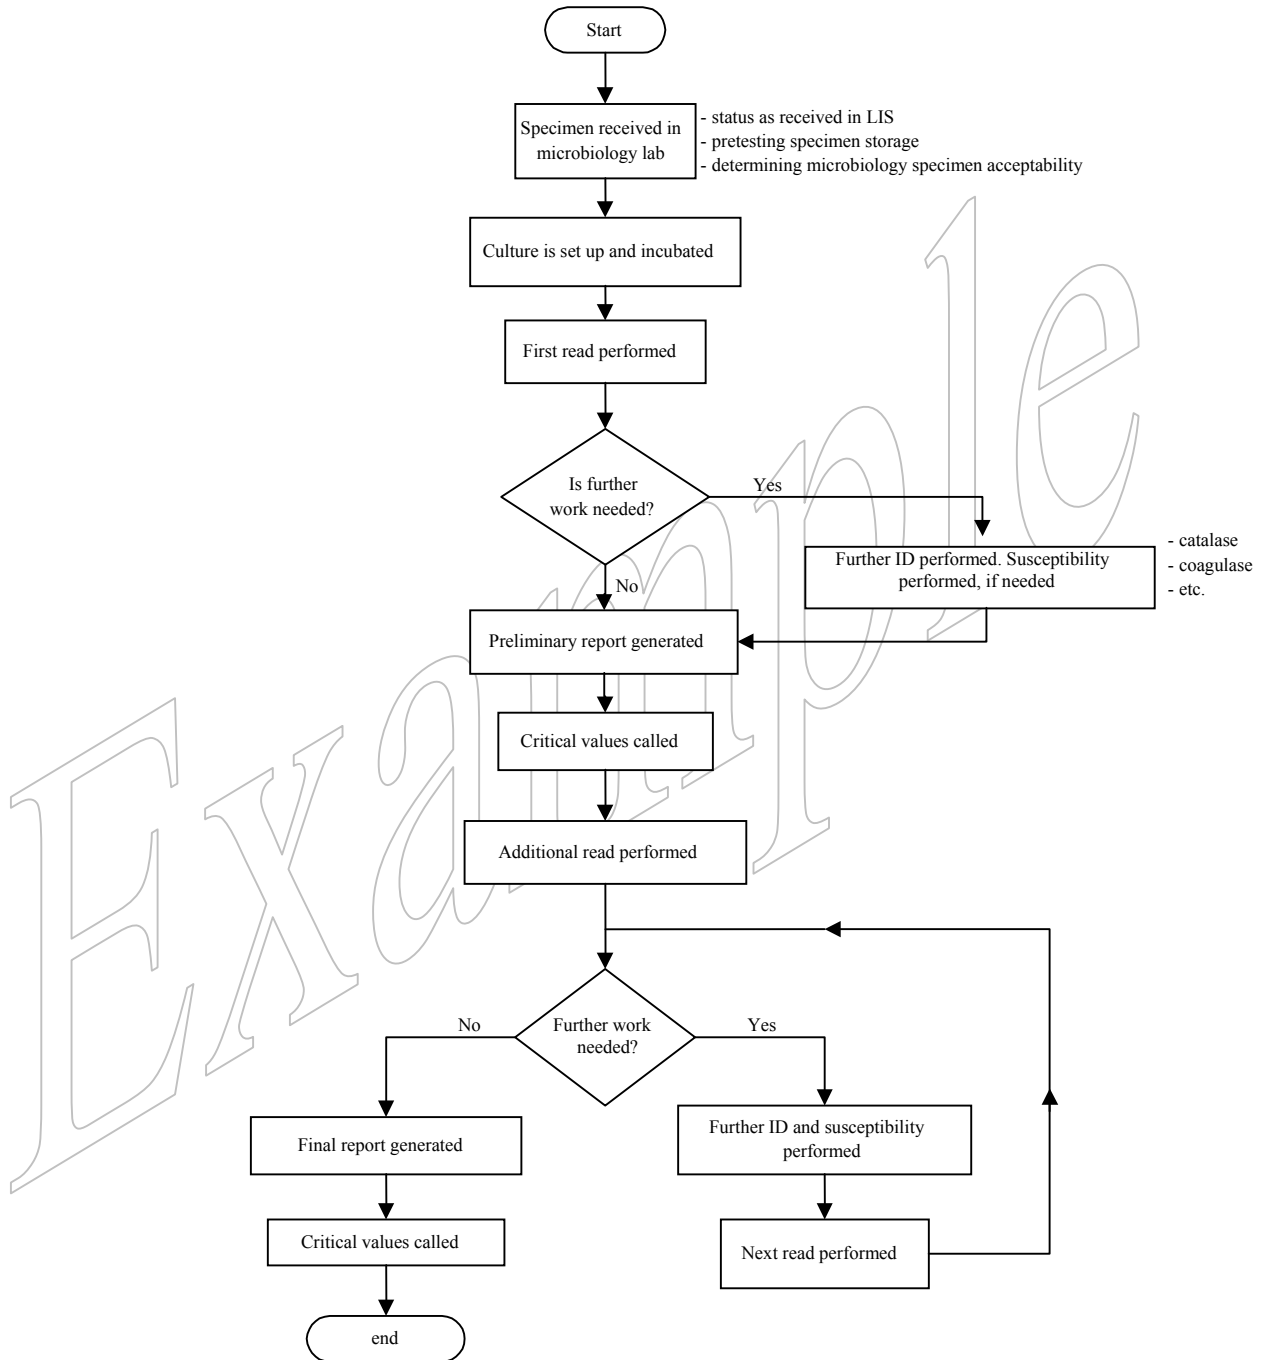 Start
Specimen received in
microbiology lab
- status as received in LIS
- pretesting specimen storage
- determining microbiology specimen acceptability
Culture is set up and incubated
First read performed
Is further
work needed?
Yes
Further ID performed. Susceptibility
performed, if needed
- catalase
- coagulase
- etc.
No
Preliminary report generated
Critical values called
Additional read performed
Further work
needed?
No
Yes
Final report generated
Further ID and susceptibility
performed
Critical values called
Next read performed
end
Example